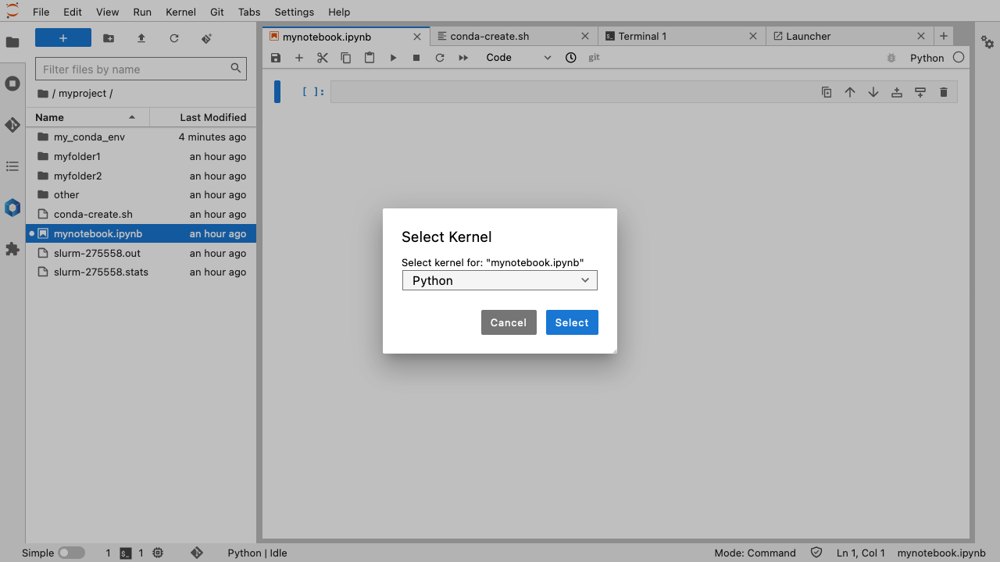 File Edit View Run Kernel Git Tabs Settings Help
Filter files by name
/ myproject /
Name Last Modified
my_conda_env 4 minutes ago
myfolder1 an hour ago
myfolder2 an hour ago
other an hour ago
conda-create.sh an hour ago
mynotebook.ipynb an hour ago
slurm-275558.out an hour ago
slurm-275558.stats an hour ago
mynotebook.ipynb conda-create.sh Terminal 1 Launcher
Code git Python
[ ]:
Select Kernel
Select kernel for: "mynotebook.ipynb"
Python
Cancel Select
Simple 1 $_ 1 Python | Idle Mode: Command Ln 1, Col 1 mynotebook.ipynb